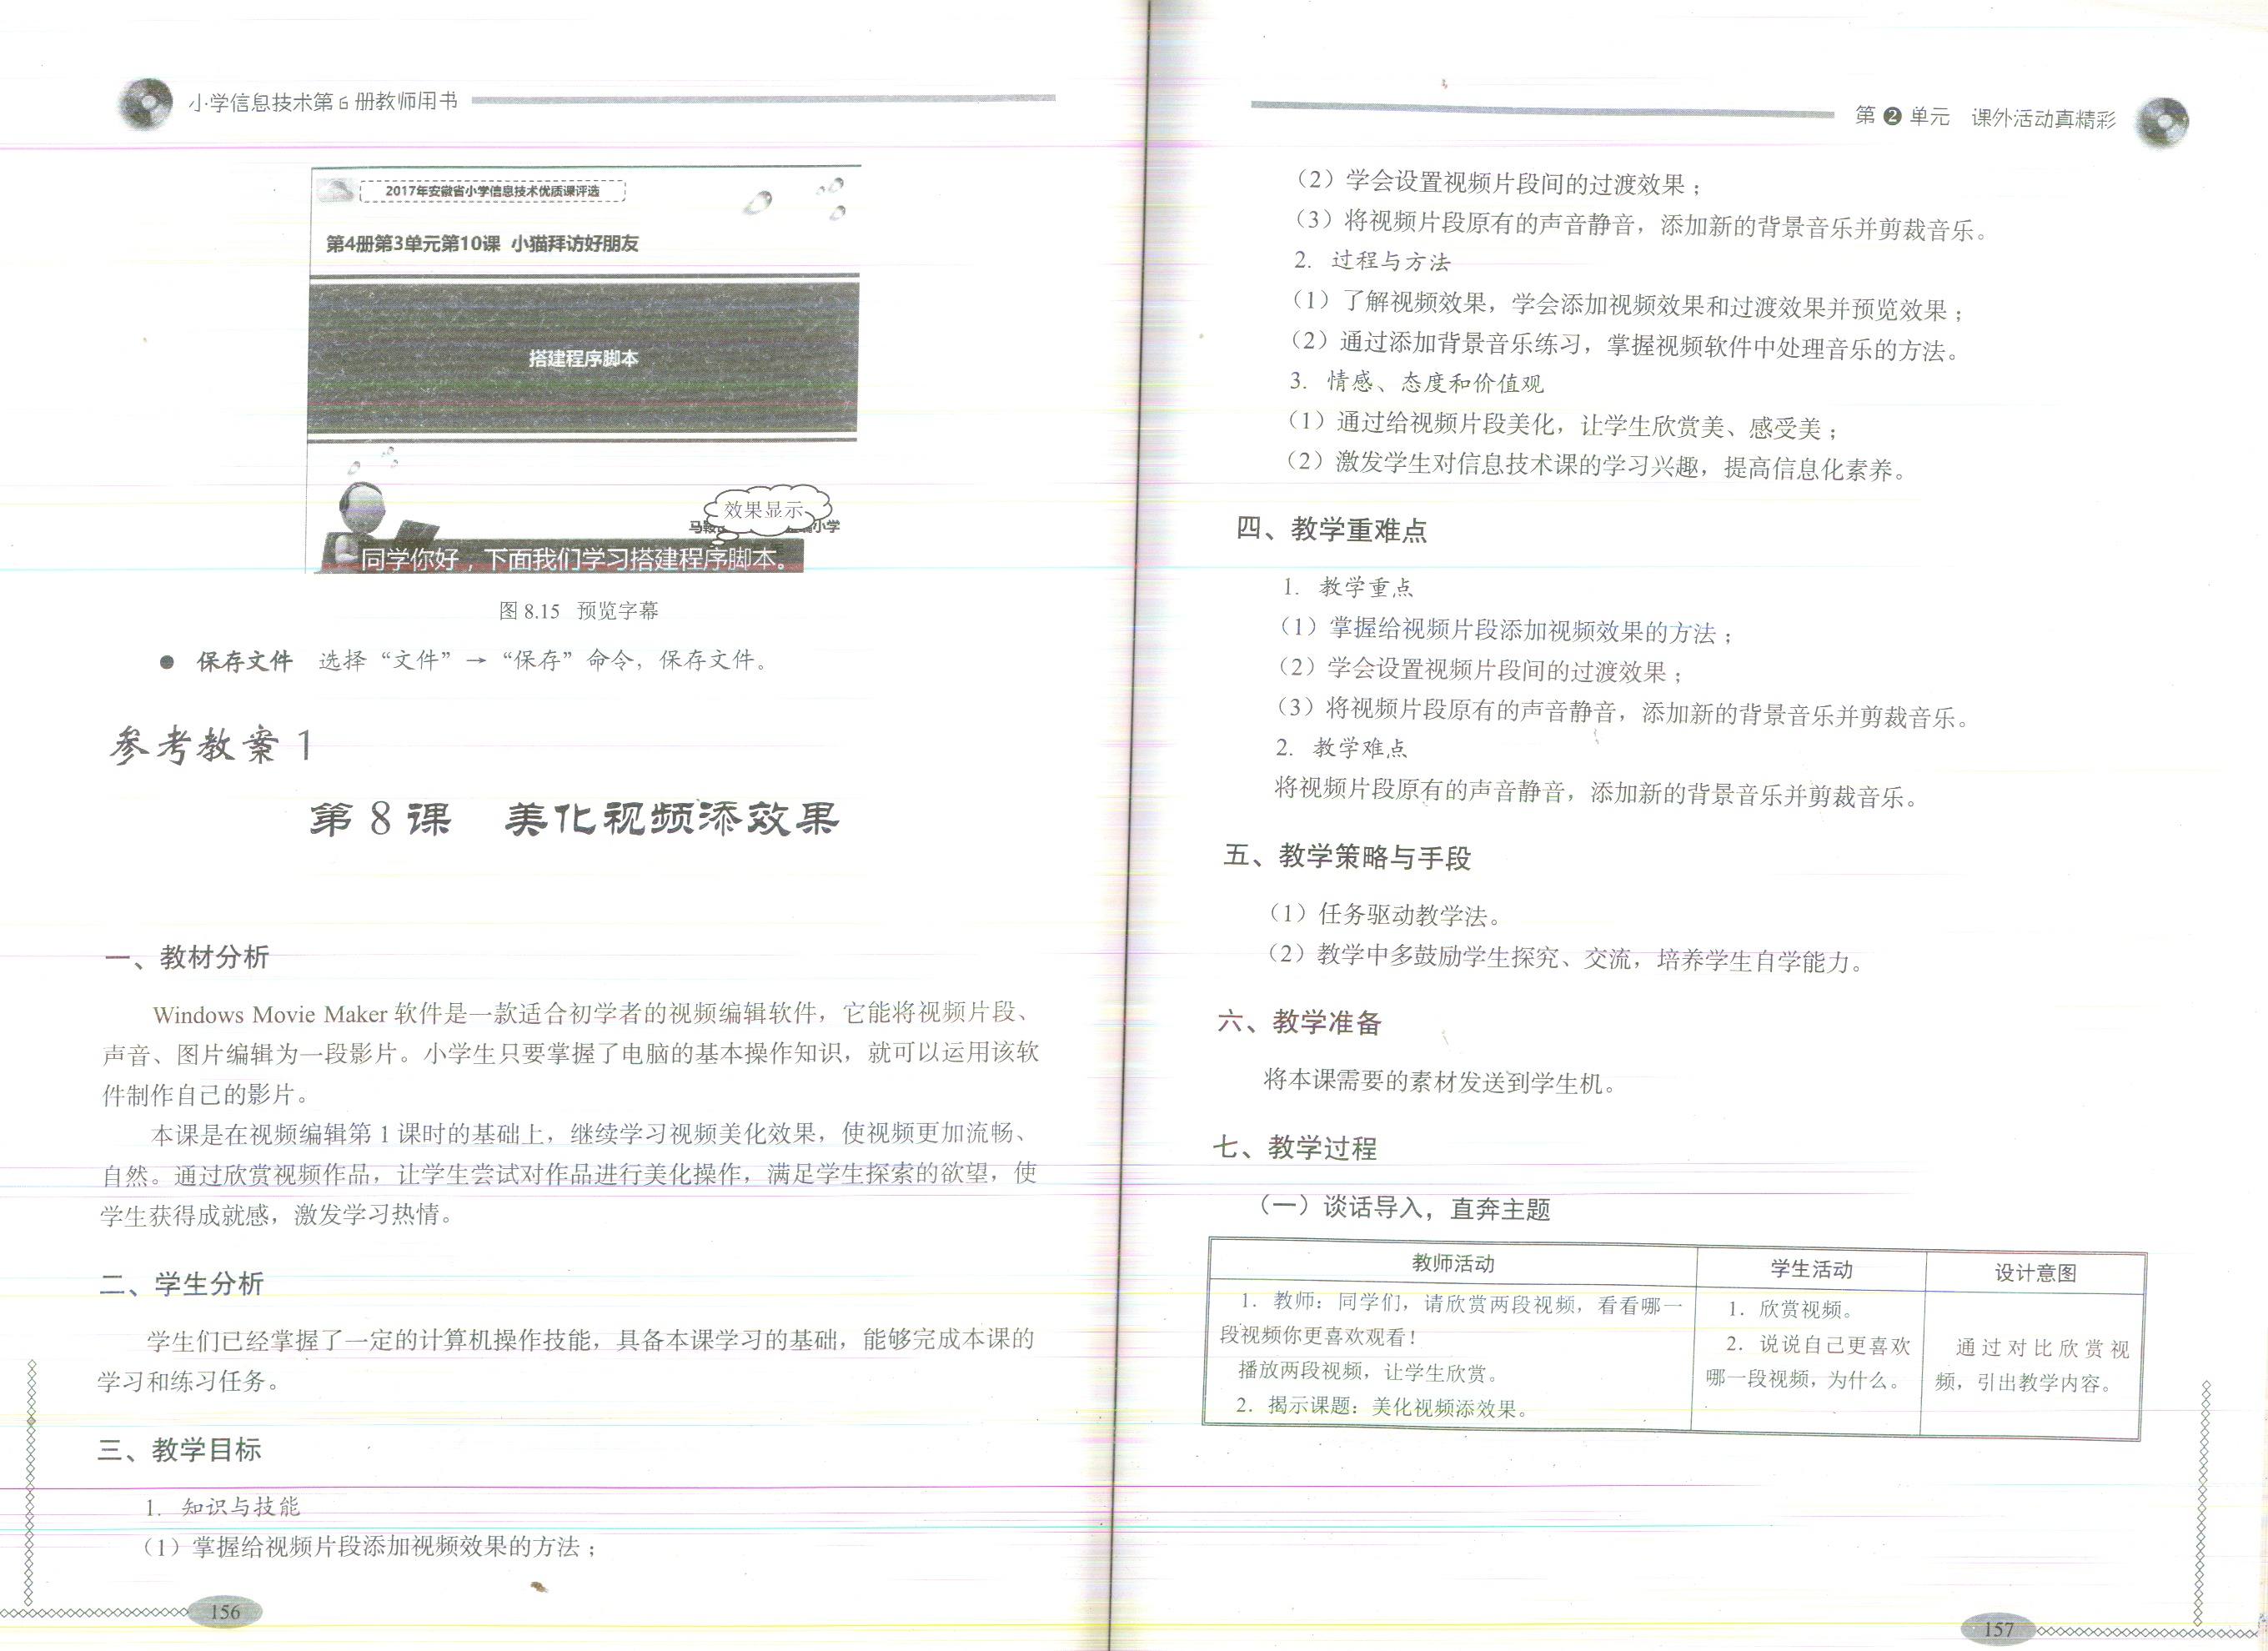 小学信息技术第6册教师用书
2017年安徽省小学信息技术优质课评选
第4册第3单元第10课 小猫拜访好朋友
搭建程序脚本
效果显示
小学
同学你好，下面我们学习搭建程序脚本。
图 8.15 预览字幕
● 保存文件 选择“文件”→“保存”命令，保存文件。
参考教案 1
第 8 课 美化视频添效果
一、教材分析
Windows Movie Maker 软件是一款适合初学者的视频编辑软件，它能将视频片段、
声音、图片编辑为一段影片。小学生只要掌握了电脑的基本操作知识，就可以运用该软
件制作自己的影片。
本课是在视频编辑第 1 课时的基础上，继续学习视频美化效果，使视频更加流畅、
自然。通过欣赏视频作品，让学生尝试对作品进行美化操作，满足学生探索的欲望，使
学生获得成就感，激发学习热情。
二、学生分析
学生们已经掌握了一定的计算机操作技能，具备本课学习的基础，能够完成本课的
学习和练习任务。
三、教学目标
1. 知识与技能
（1）掌握给视频片段添加视频效果的方法；
156
第 2 单元 课外活动真精彩
（2）学会设置视频片段间的过渡效果；
（3）将视频片段原有的声音静音，添加新的背景音乐并剪裁音乐。
2. 过程与方法
（1）了解视频效果，学会添加视频效果和过渡效果并预览效果；
（2）通过添加背景音乐练习，掌握视频软件中处理音乐的方法。
3. 情感、态度和价值观
（1）通过给视频片段美化，让学生欣赏美、感受美；
（2）激发学生对信息技术课的学习兴趣，提高信息化素养。
四、教学重难点
1. 教学重点
（1）掌握给视频片段添加视频效果的方法；
（2）学会设置视频片段间的过渡效果；
（3）将视频片段原有的声音静音，添加新的背景音乐并剪裁音乐。
2. 教学难点
将视频片段原有的声音静音，添加新的背景音乐并剪裁音乐。
五、教学策略与手段
（1）任务驱动教学法。
（2）教学中多鼓励学生探究、交流，培养学生自学能力。
六、教学准备
将本课需要的素材发送到学生机。
七、教学过程
（一）谈话导入，直奔主题
教师活动
学生活动
设计意图
1. 教师：同学们，请欣赏两段视频，看看哪一
段视频你更喜欢观看！
播放两段视频，让学生欣赏。
2. 揭示课题：美化视频添效果。
1. 欣赏视频。
2. 说说自己更喜欢
哪一段视频，为什么。
通过对比欣赏视
频，引出教学内容。
157